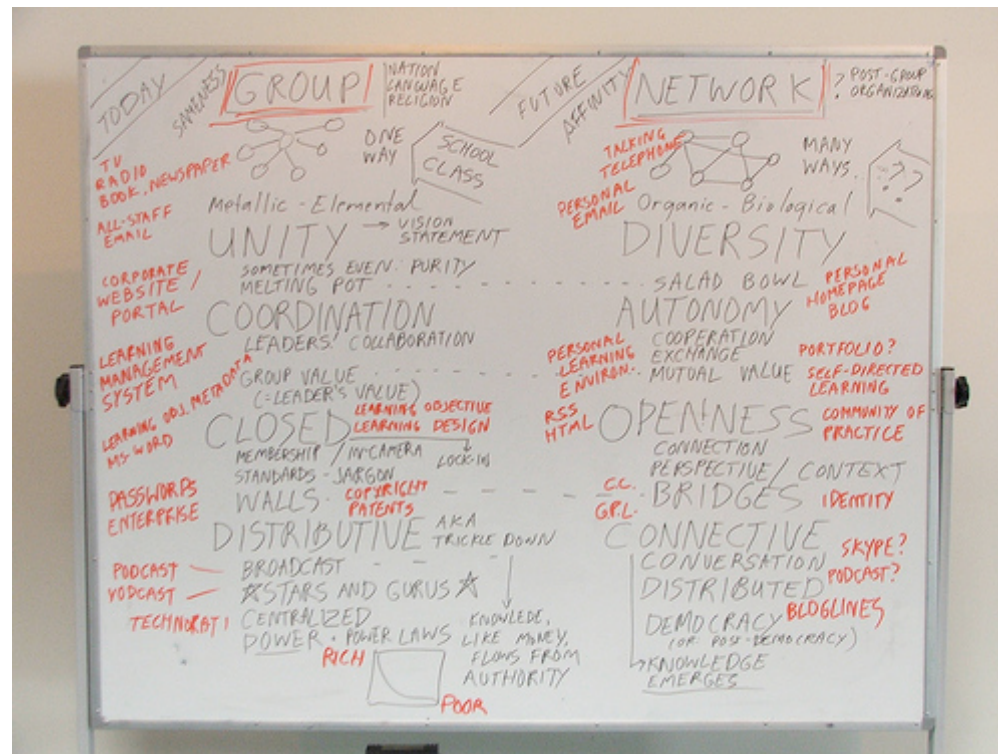 TODAY
SAMENESS
GROUP
NATION
LANGUAGE
RELIGION
TV
RADIO
BOOK. NEWSPAPER
ONE
WAY
SCHOOL
CLASS
ALL-STAFF
EMAIL
Metallic - Elemental
UNITY → VISION
STATEMENT
SOMETIMES EVEN: PURITY
MELTING POT
CORPORATE
WEBSITE /
PORTAL
COORDINATION
LEADERS! COLLABORATION
LEARNING
MANAGEMENT
SYSTEM
GROUP VALUE
(=LEADER'S VALUE)
LEARNING OBJ. METADATA
MS-WORD
CLOSED
LEARNING OBJECTIVE
LEARNING DESIGN
LOCK-IN
MEMBERSHIP /
STANDARDS - JARGON
WALLS
COPYRIGHT
PATENTS
PASSWORDS
ENTERPRISE
DISTRIBUTIVE AKA
TRICKLE DOWN
PODCAST
VODCAST
TECHNORATI
BROADCAST
☆STARS AND GURUS☆
CENTRALIZED
POWER · POWER LAWS
RICH
POOR
KNOWLEDE,
LIKE MONEY,
FLOWS FROM
AUTHORITY
FUTURE
AFFINITY
NETWORK
? POST-GROUP
ORGANIZATION
TALKING
TELEPHONE
MANY
WAYS.
???
PERSONAL
EMAIL
Organic - Biological
DIVERSITY
SALAD BOWL
PERSONAL
HOMEPAGE
BLOG
AUTONOMY
COOPERATION
EXCHANGE
MUTUAL VALUE
PERSONAL
LEARNING
ENVIRON.
PORTFOLIO?
SELF-DIRECTED
LEARNING
RSS
HTML
OPENNESS
COMMUNITY OF
PRACTICE
CONNECTION
PERSPECTIVE / CONTEXT
C.C.
G.P.L.
BRIDGES
IDENTITY
CONNECTIVE
CONVERSATION
DISTRIBUTED
SKYPE?
PODCAST?
BLOGLINES
DEMOCRACY
(OR POST-DEMOCRACY)
KNOWLEDGE
EMERGES